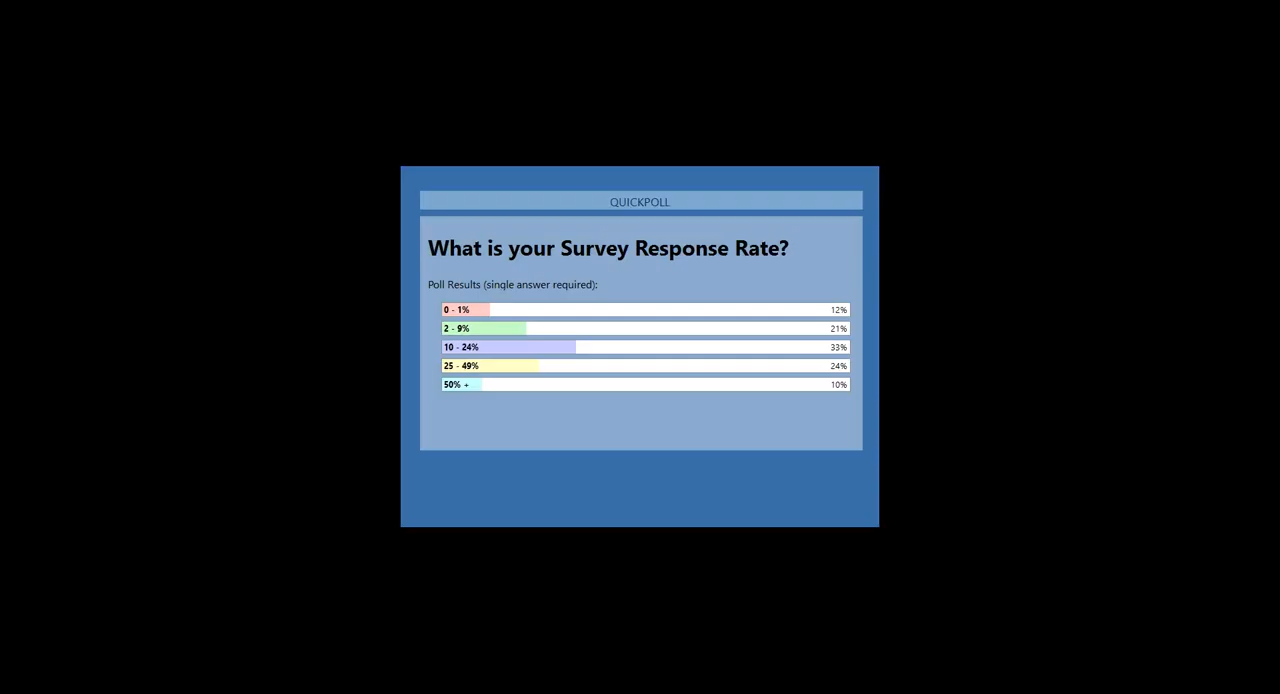 QUICKPOLL
What is your Survey Response Rate?
Poll Results (single answer required):
0 - 1% 12%
2 - 9% 21%
10 - 24% 33%
25 - 49% 24%
50% + 10%